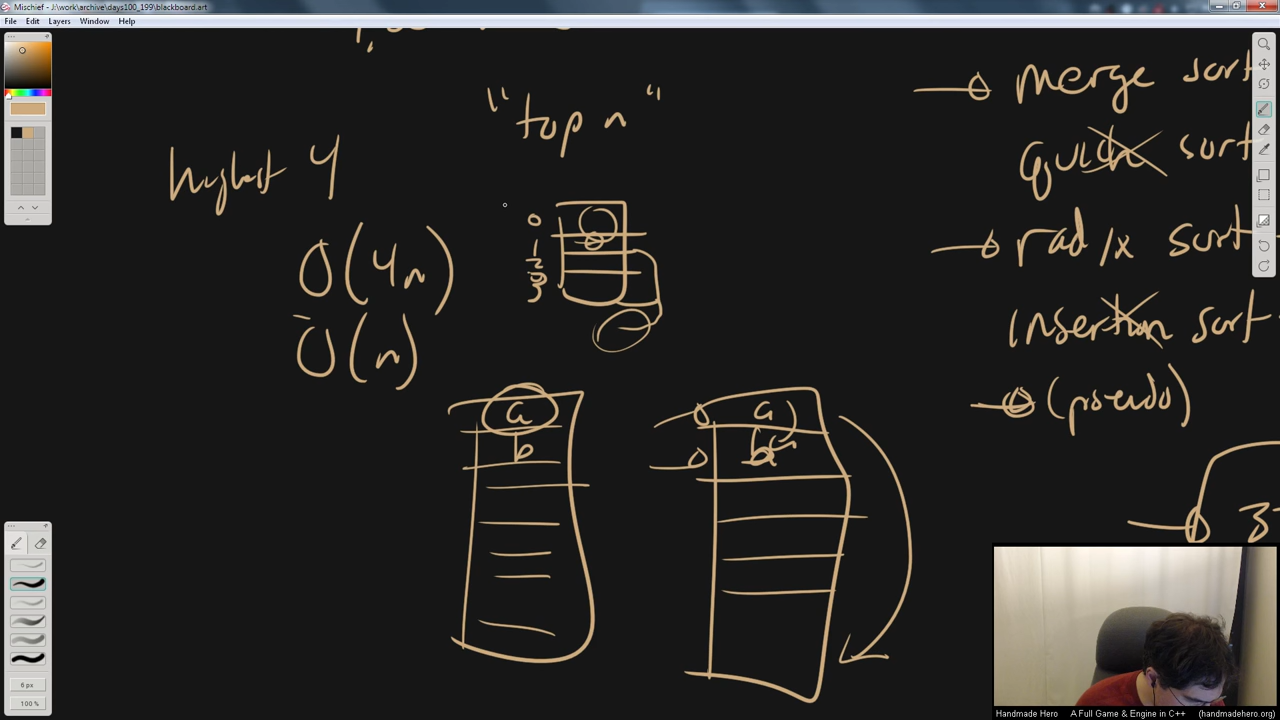 Mischief - J:\work\archive\days100_199\blackboard.art
File Edit Layers Window Help
"top n"
highest 4
O(4n)
O(n)
0
1
2
3
a
b
a
b
merge sort
quick sort
radix sort
insertion sort
(pseudo)
6 px
100 %
Handmade Hero A Full Game & Engine in C++ (handmadehero.org)